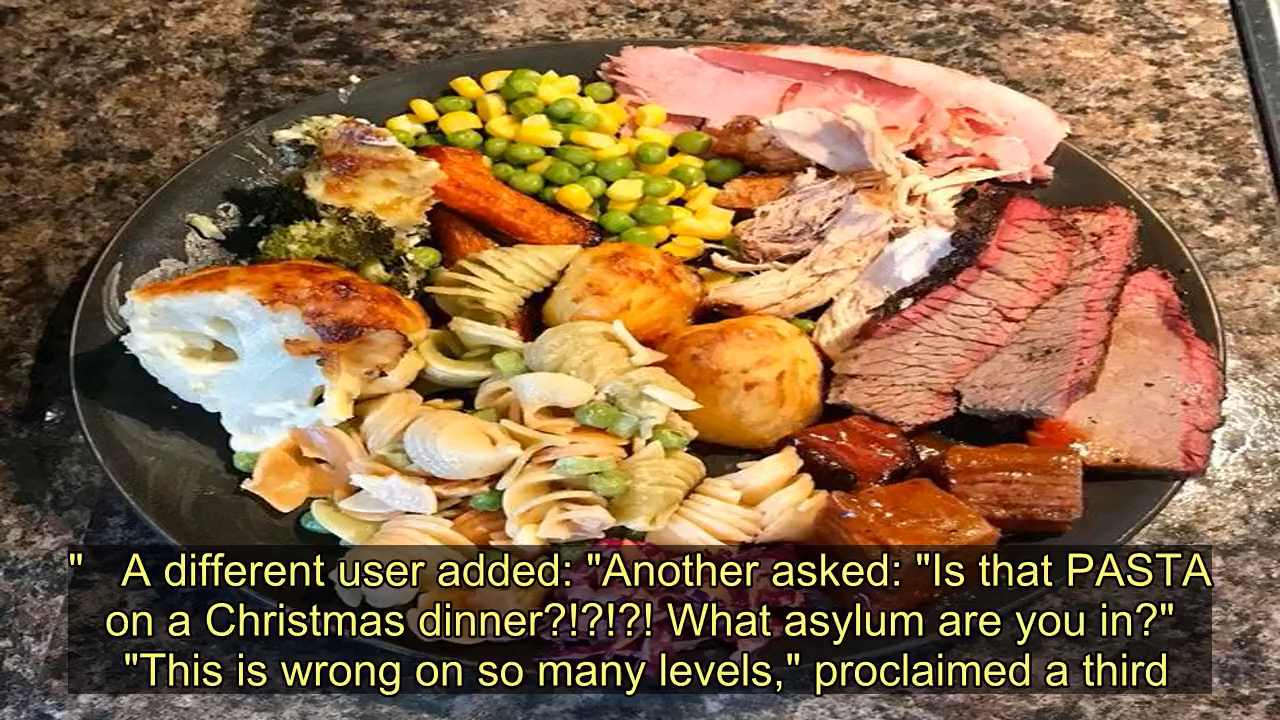 " A different user added: "Another asked: "Is that PASTA
on a Christmas dinner?!?!?! What asylum are you in?"
"This is wrong on so many levels," proclaimed a third